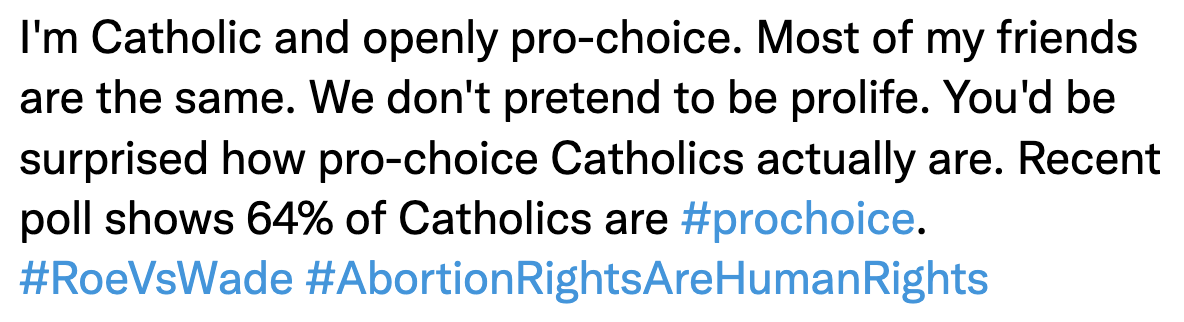 I'm Catholic and openly pro-choice. Most of my friends
are the same. We don't pretend to be prolife. You'd be
surprised how pro-choice Catholics actually are. Recent
poll shows 64% of Catholics are #prochoice.
#RoeVsWade #AbortionRightsAreHumanRights